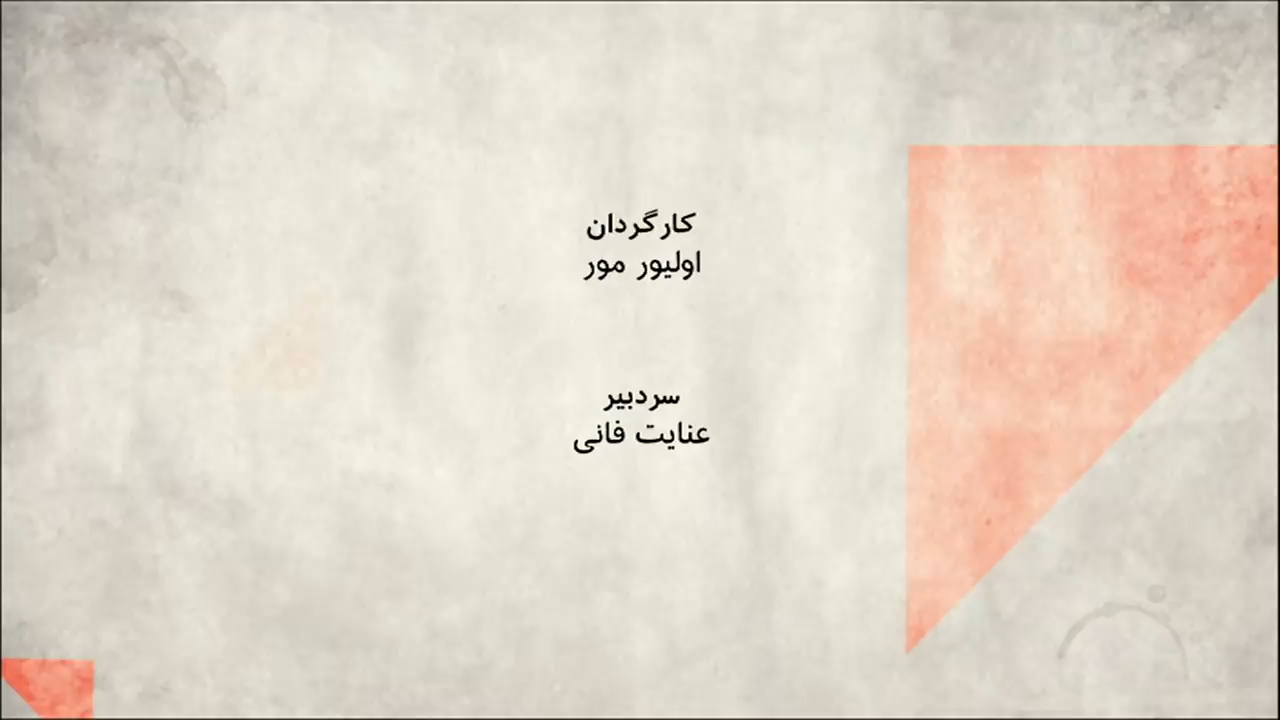 کارگردان
اولیور مور
سردبیر
عنایت فانی